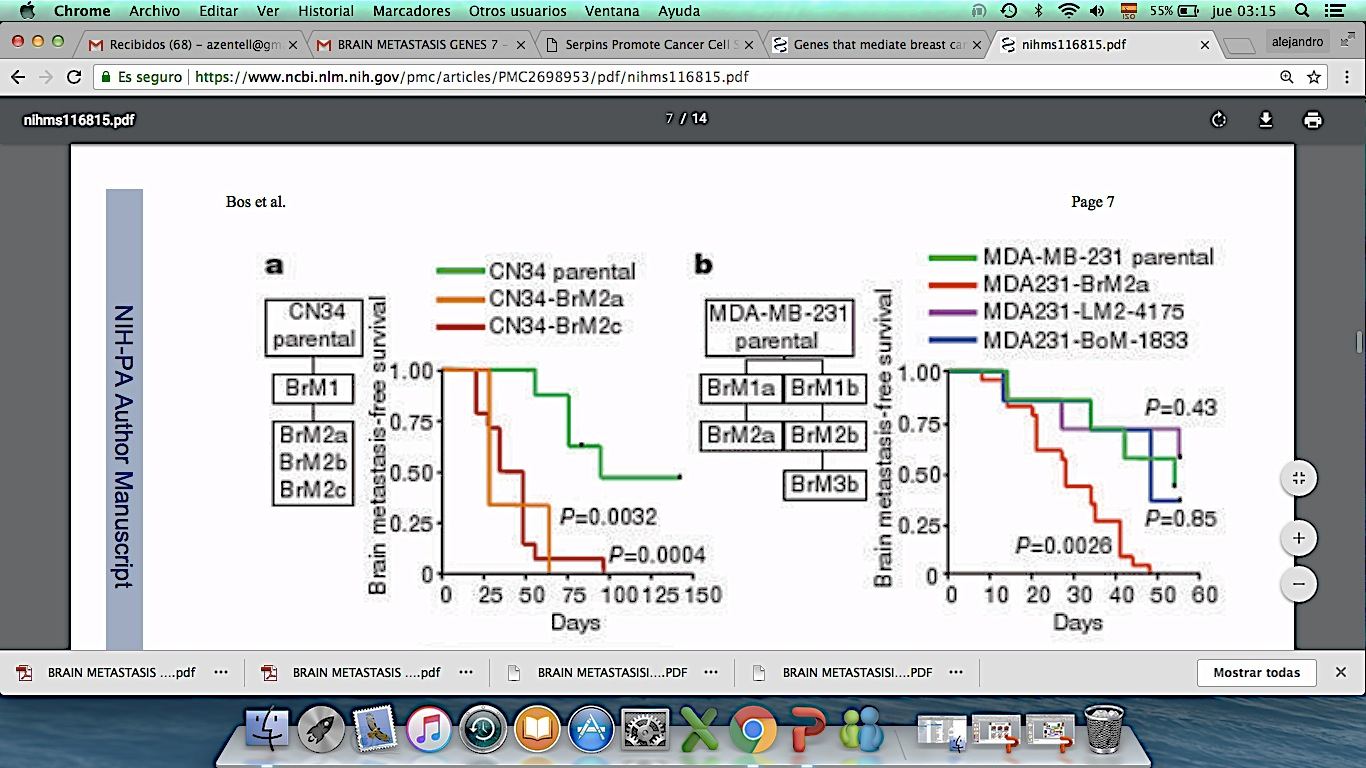 Chrome Archivo Editar Ver Historial Marcadores Otros usuarios Ventana Ayuda ISO 55% jue 03:15
Recibidos (68) – azentell@gm
BRAIN METASTASIS GENES 7 -
Serpins Promote Cancer Cell S
Genes that mediate breast can
nihms116815.pdf
alejandro
Es seguro https://www.ncbi.nlm.nih.gov/pmc/articles/PMC2698953/pdf/nihms116815.pdf
nihms116815.pdf 7 / 14
Bos et al. Page 7
NIH-PA Author Manuscript
a
CN34 parental
CN34-BrM2a
CN34-BrM2c
CN34
parental
BrM1
BrM2a
BrM2b
BrM2c
Brain metastasis-free survival
1.00
0.75
0.50
0.25
0
P=0.0032
P=0.0004
0 25 50 75 100 125 150
Days
b
MDA-MB-231 parental
MDA231-BrM2a
MDA231-LM2-4175
MDA231-BoM-1833
MDA-MB-231
parental
BrM1a BrM1b
BrM2a BrM2b
BrM3b
Brain metastasis-free survival
1.00
0.75
0.50
0.25
0
P=0.43
P=0.85
P=0.0026
0 10 20 30 40 50 60
Days
BRAIN METASTASIS ....pdf
BRAIN METASTASIS ....pdf
BRAIN METASTASISI....PDF
BRAIN METASTASISI....PDF
Mostrar todas